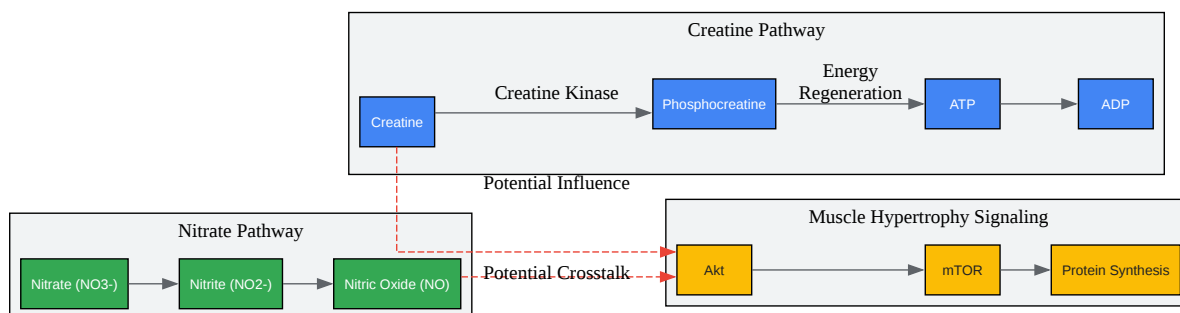 Creatine Pathway
Creatine
Creatine Kinase
Phosphocreatine
Energy
Regeneration
ATP
ADP
Potential Influence
Nitrate Pathway
Nitrate (NO3-)
Nitrite (NO2-)
Nitric Oxide (NO)
Potential Crosstalk
Muscle Hypertrophy Signaling
Akt
mTOR
Protein Synthesis